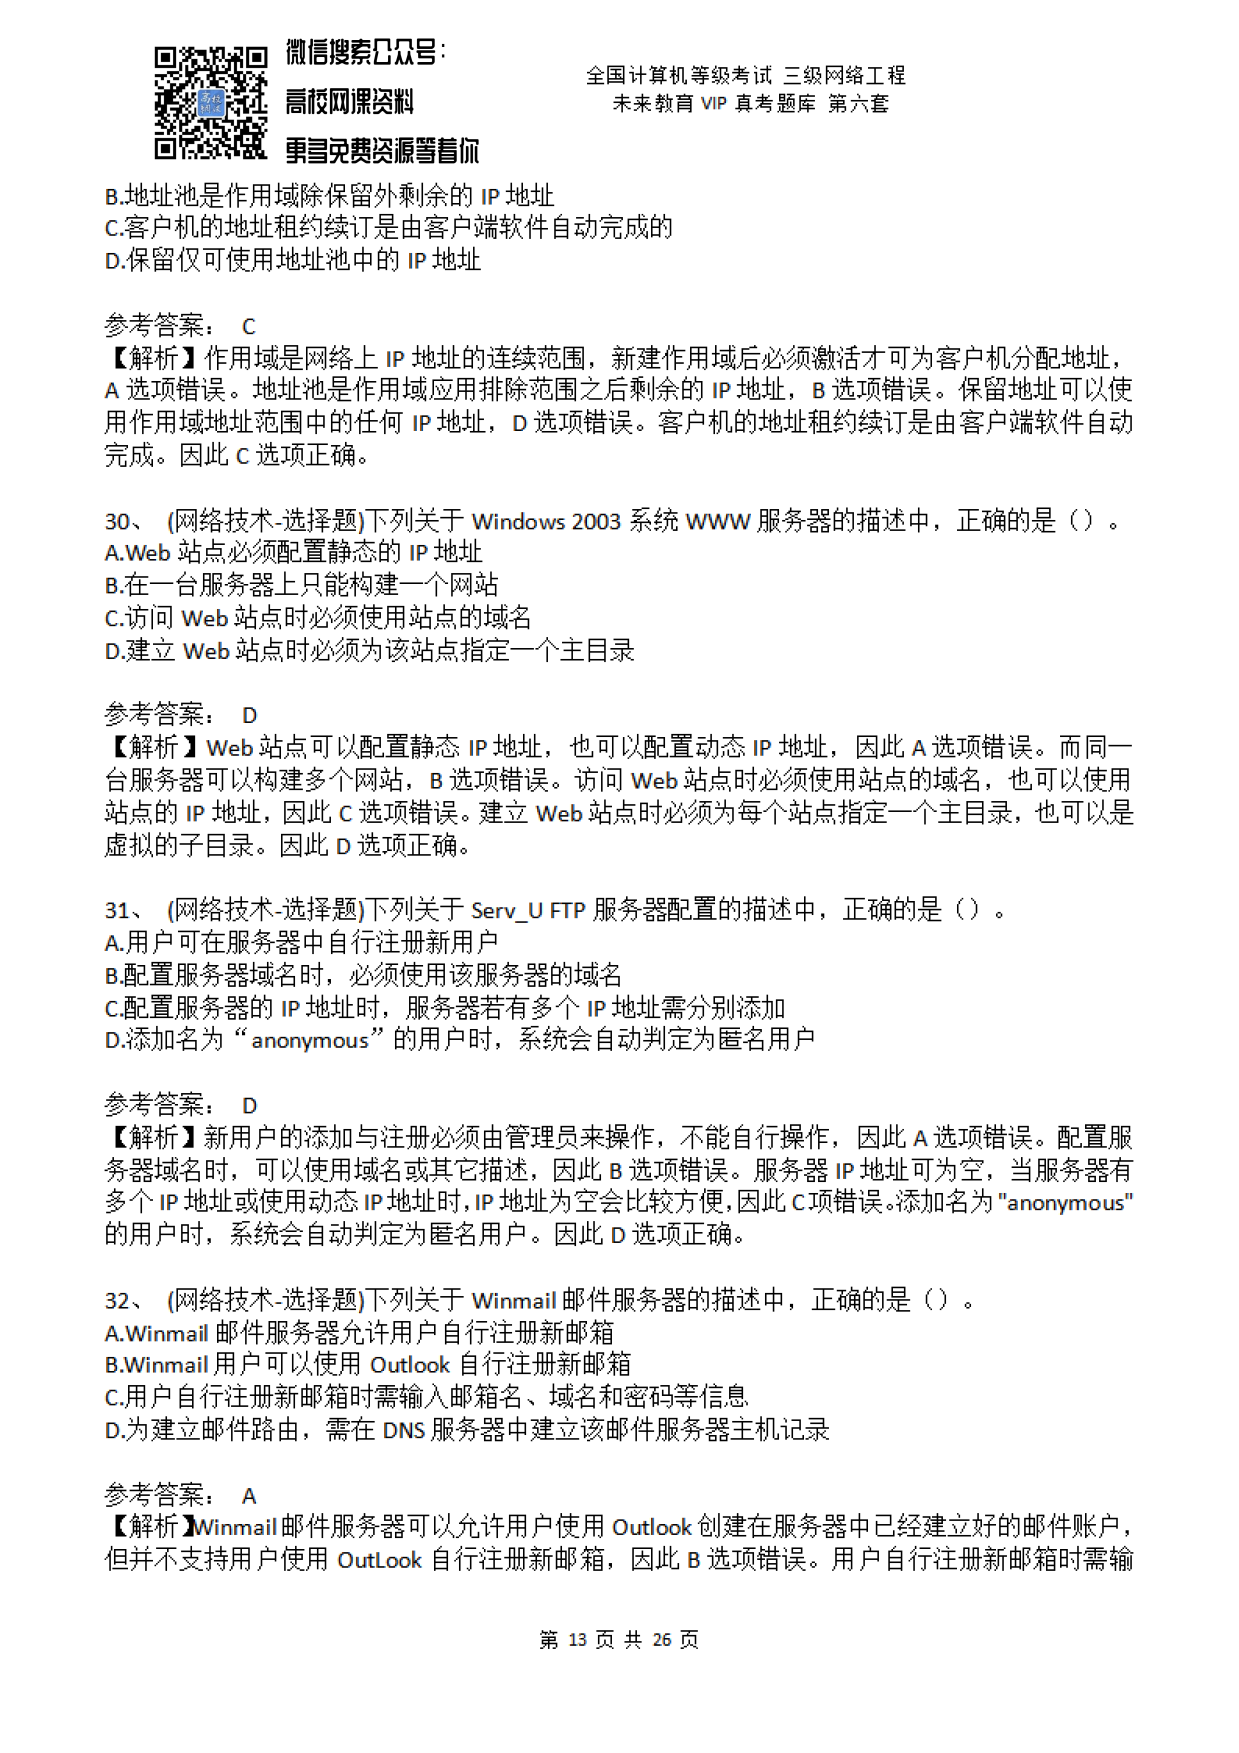 微信搜索公众号：
高校网课资料
更多免费资源等着你
全国计算机等级考试 三级网络工程
未来教育 VIP 真考题库 第六套
B.地址池是作用域除保留外剩余的 IP 地址
C.客户机的地址租约续订是由客户端软件自动完成的
D.保留仅可使用地址池中的 IP 地址
参考答案： C
【解析】作用域是网络上 IP 地址的连续范围，新建作用域后必须激活才可为客户机分配地址，
A 选项错误。地址池是作用域应用排除范围之后剩余的 IP 地址，B 选项错误。保留地址可以使
用作用域地址范围中的任何 IP 地址，D 选项错误。客户机的地址租约续订是由客户端软件自动
完成。因此 C 选项正确。
30、 (网络技术-选择题)下列关于 Windows 2003 系统 WWW 服务器的描述中，正确的是（）。
A.Web 站点必须配置静态的 IP 地址
B.在一台服务器上只能构建一个网站
C.访问 Web 站点时必须使用站点的域名
D.建立 Web 站点时必须为该站点指定一个主目录
参考答案： D
【解析】Web 站点可以配置静态 IP 地址，也可以配置动态 IP 地址，因此 A 选项错误。而同一
台服务器可以构建多个网站，B 选项错误。访问 Web 站点时必须使用站点的域名，也可以使用
站点的 IP 地址，因此 C 选项错误。建立 Web 站点时必须为每个站点指定一个主目录，也可以是
虚拟的子目录。因此 D 选项正确。
31、 (网络技术-选择题)下列关于 Serv_U FTP 服务器配置的描述中，正确的是（）。
A.用户可在服务器中自行注册新用户
B.配置服务器域名时，必须使用该服务器的域名
C.配置服务器的 IP 地址时，服务器若有多个 IP 地址需分别添加
D.添加名为“anonymous”的用户时，系统会自动判定为匿名用户
参考答案： D
【解析】新用户的添加与注册必须由管理员来操作，不能自行操作，因此 A 选项错误。配置服
务器域名时，可以使用域名或其它描述，因此 B 选项错误。服务器 IP 地址可为空，当服务器有
多个 IP 地址或使用动态 IP 地址时，IP 地址为空会比较方便，因此 C 项错误。添加名为"anonymous"
的用户时，系统会自动判定为匿名用户。因此 D 选项正确。
32、 (网络技术-选择题)下列关于 Winmail 邮件服务器的描述中，正确的是（）。
A.Winmail 邮件服务器允许用户自行注册新邮箱
B.Winmail 用户可以使用 Outlook 自行注册新邮箱
C.用户自行注册新邮箱时需输入邮箱名、域名和密码等信息
D.为建立邮件路由，需在 DNS 服务器中建立该邮件服务器主机记录
参考答案： A
【解析】Winmail 邮件服务器可以允许用户使用 Outlook 创建在服务器中已经建立好的邮件账户，
但并不支持用户使用 OutLook 自行注册新邮箱，因此 B 选项错误。用户自行注册新邮箱时需输
第 13 页 共 26 页